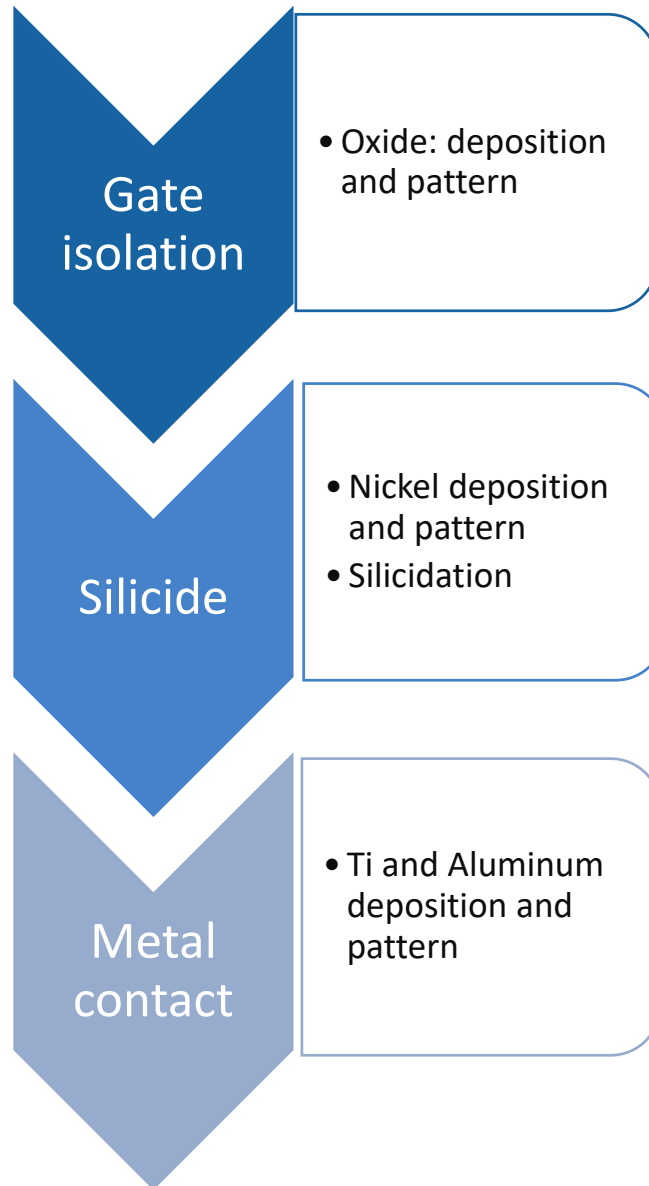 Gate
isolation
• Oxide: deposition
and pattern
Silicide
• Nickel deposition
and pattern
• Silicidation
Metal
contact
• Ti and Aluminum
deposition and
pattern